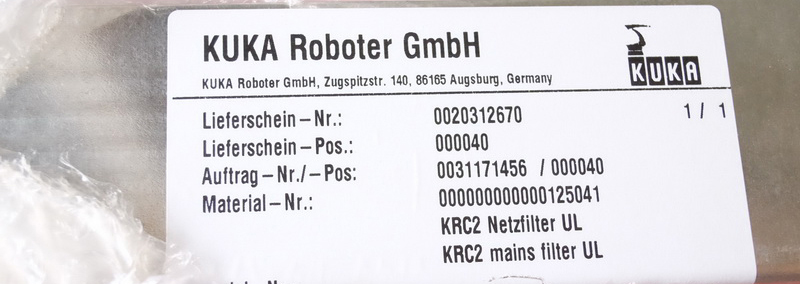 KUKA Roboter GmbH
KUKA
KUKA Roboter GmbH, Zugspitzstr. 140, 86165 Augsburg, Germany
Lieferschein–Nr.: 0020312670 1 / 1
Lieferschein–Pos.: 000040
Auftrag–Nr./–Pos: 0031171456 / 000040
Material–Nr.: 000000000000125041
KRC2 Netzfilter UL
KRC2 mains filter UL